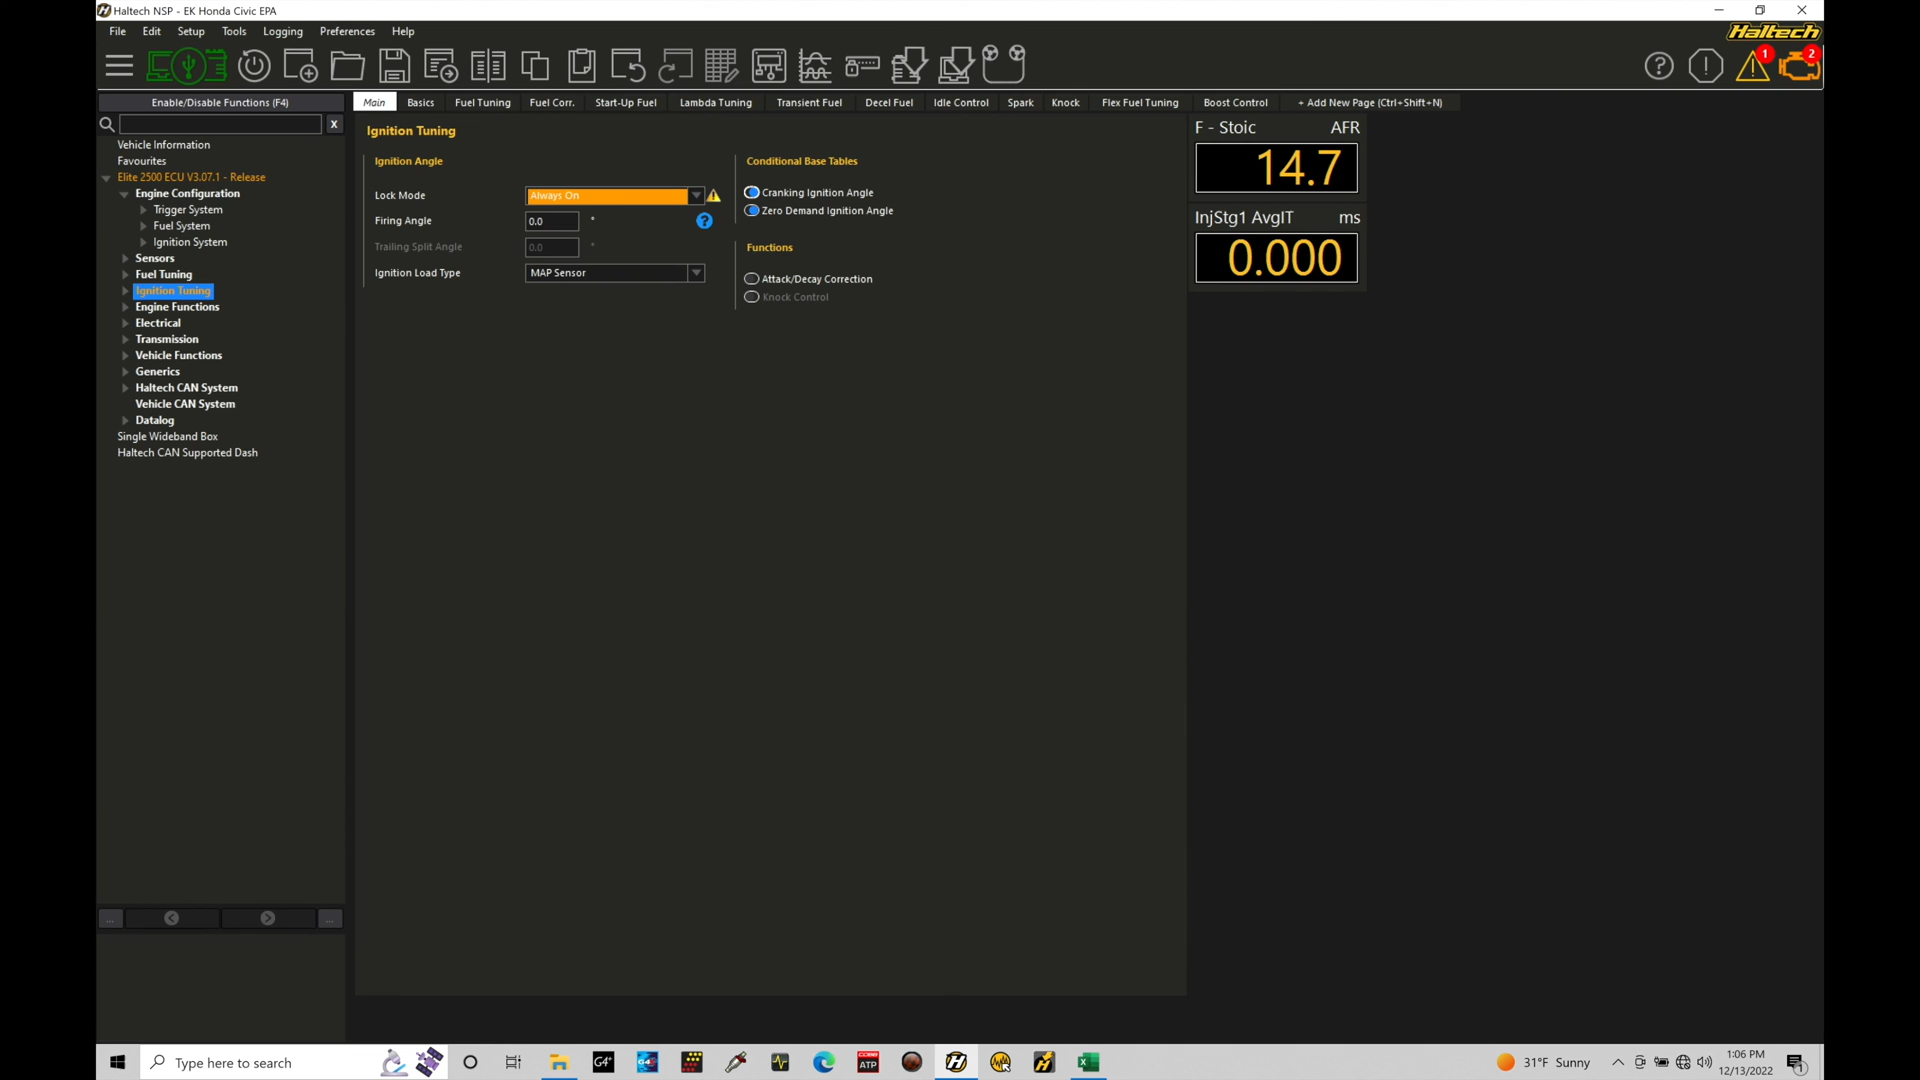 Haltech NSP - EK Honda Civic EPA
File Edit Setup Tools Logging Preferences Help
Haltech
1
2
Enable/Disable Functions (F4)
Main Basics Fuel Tuning Fuel Corr. Start-Up Fuel Lambda Tuning Transient Fuel Decel Fuel Idle Control Spark Knock Flex Fuel Tuning Boost Control + Add New Page (Ctrl+Shift+N)
X
Vehicle Information
Favourites
Elite 2500 ECU V3.07.1 - Release
Engine Configuration
Trigger System
Fuel System
Ignition System
Sensors
Fuel Tuning
Ignition Tuning
Engine Functions
Electrical
Transmission
Vehicle Functions
Generics
Haltech CAN System
Vehicle CAN System
Datalog
Single Wideband Box
Haltech CAN Supported Dash
... ...
Ignition Tuning
Ignition Angle
Lock Mode Always On
Firing Angle 0.0 °
Trailing Split Angle 0.0 °
Ignition Load Type MAP Sensor
Conditional Base Tables
Cranking Ignition Angle
Zero Demand Ignition Angle
Functions
Attack/Decay Correction
Knock Control
F - Stoic AFR
14.7
InjStg1 AvgIT ms
0.000
Type here to search
G4+
G4X
COBB
ATP
31°F Sunny
1:06 PM
12/13/2022
1